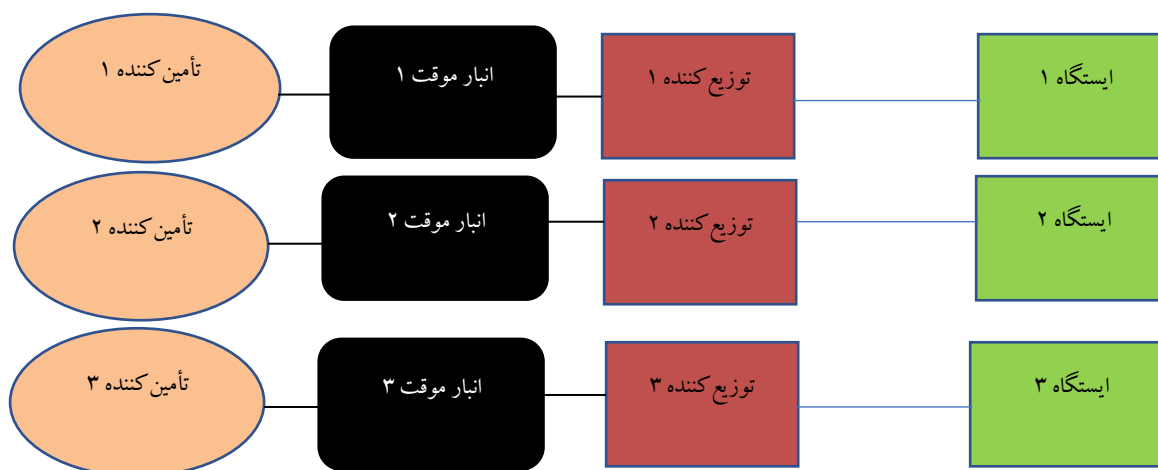 تأمین کننده ۱
انبار موقت ۱
توزیع کننده ۱
ایستگاه ۱
تأمین کننده ۲
انبار موقت ۲
توزیع کننده ۲
ایستگاه ۲
تأمین کننده ۳
انبار موقت ۳
توزیع کننده ۳
ایستگاه ۳